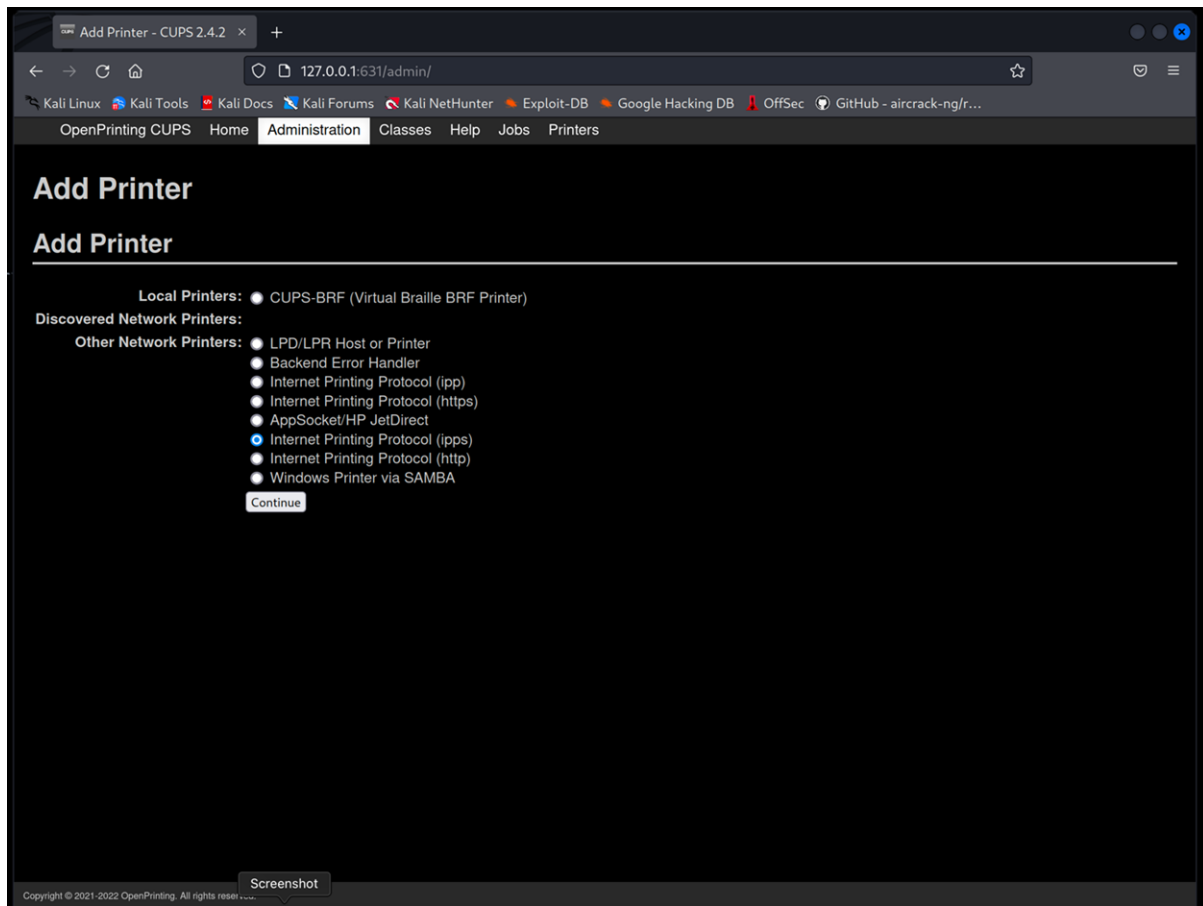 CUPS Add Printer - CUPS 2.4.2 × +
127.0.0.1:631/admin/
Kali Linux Kali Tools Kali Docs Kali Forums Kali NetHunter Exploit-DB Google Hacking DB OffSec GitHub - aircrack-ng/r...
OpenPrinting CUPS Home Administration Classes Help Jobs Printers
Add Printer
Add Printer
Local Printers: CUPS-BRF (Virtual Braille BRF Printer)
Discovered Network Printers:
Other Network Printers: LPD/LPR Host or Printer
Backend Error Handler
Internet Printing Protocol (ipp)
Internet Printing Protocol (https)
AppSocket/HP JetDirect
Internet Printing Protocol (ipps)
Internet Printing Protocol (http)
Windows Printer via SAMBA
Continue
Screenshot
Copyright © 2021-2022 OpenPrinting. All rights reserved.